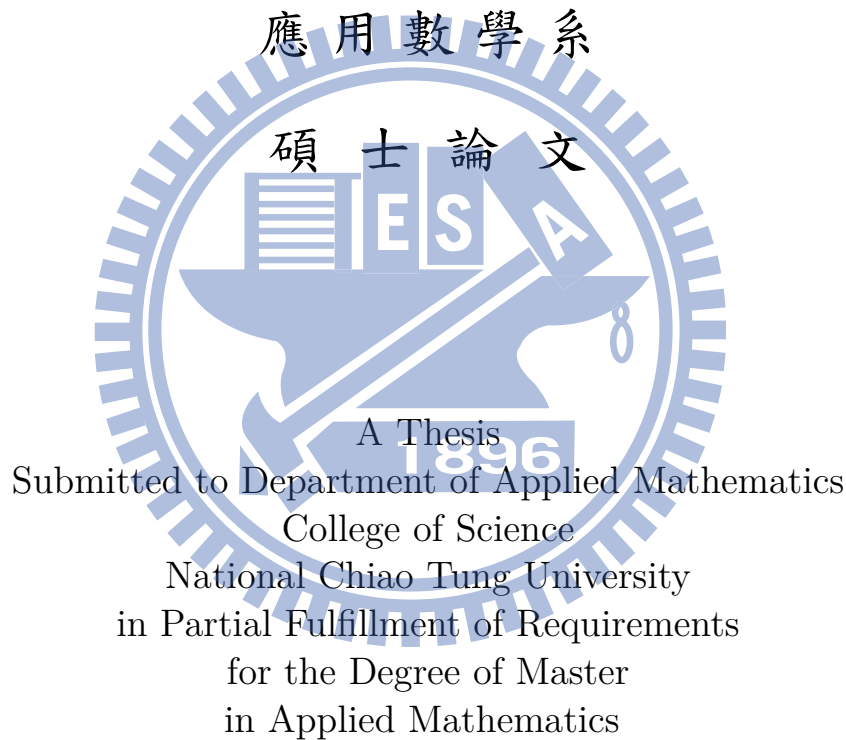 應用數學系
碩士論文
E S A
A Thesis
1896
Submitted to Department of Applied Mathematics
College of Science
National Chiao Tung University
in Partial Fulfillment of Requirements
for the Degree of Master
in Applied Mathematics